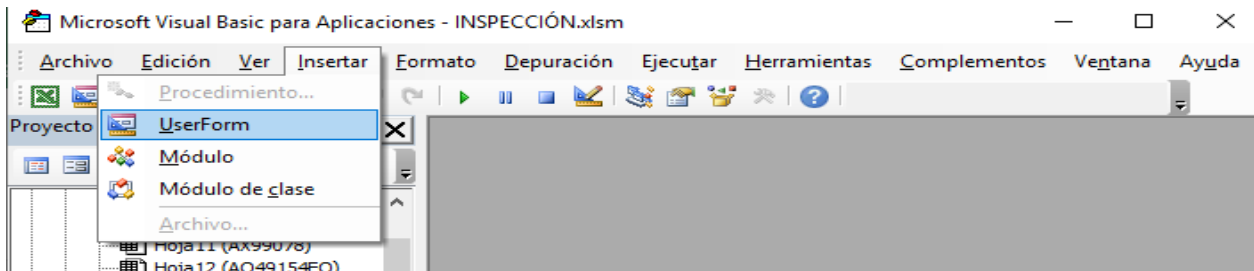 Microsoft Visual Basic para Aplicaciones - INSPECCIÓN.xlsm
Archivo Edición Ver Insertar Formato Depuración Ejecutar Herramientas Complementos Ventana Ayuda
Procedimiento...
Proyecto
UserForm
Módulo
Módulo de clase
Archivo...
Hoja11 (AX99078)
Hoja12 (AO49154EO)